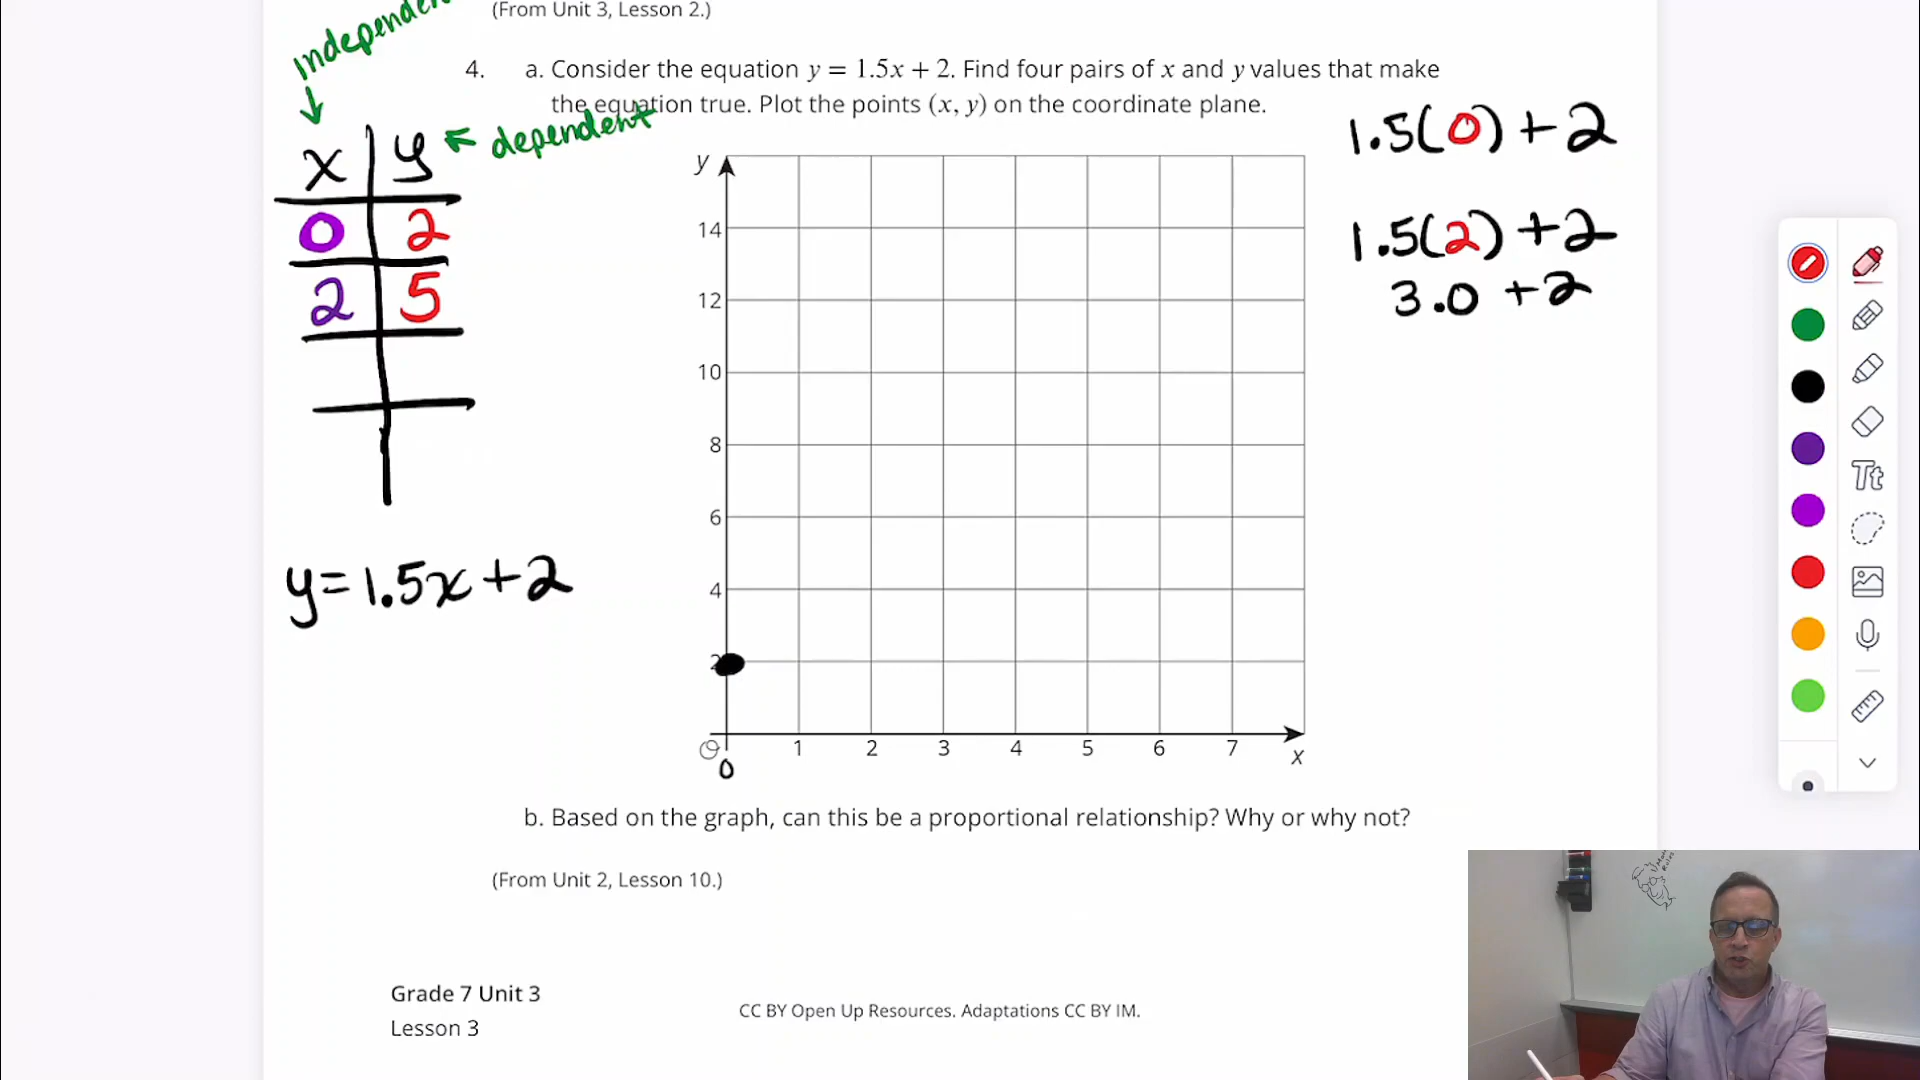 (From Unit 3, Lesson 2.)
independen
4. a. Consider the equation y = 1.5x + 2. Find four pairs of x and y values that make
the equation true. Plot the points (x, y) on the coordinate plane.
dependent
x y
0 2
2 5
y=1.5x+2
1.5(0)+2
1.5(2)+2
3.0 +2
y
14
12
10
8
6
4
2
O 1 2 3 4 5 6 7 x
0
b. Based on the graph, can this be a proportional relationship? Why or why not?
(From Unit 2, Lesson 10.)
Grade 7 Unit 3
Lesson 3
CC BY Open Up Resources. Adaptations CC BY IM.
Tt